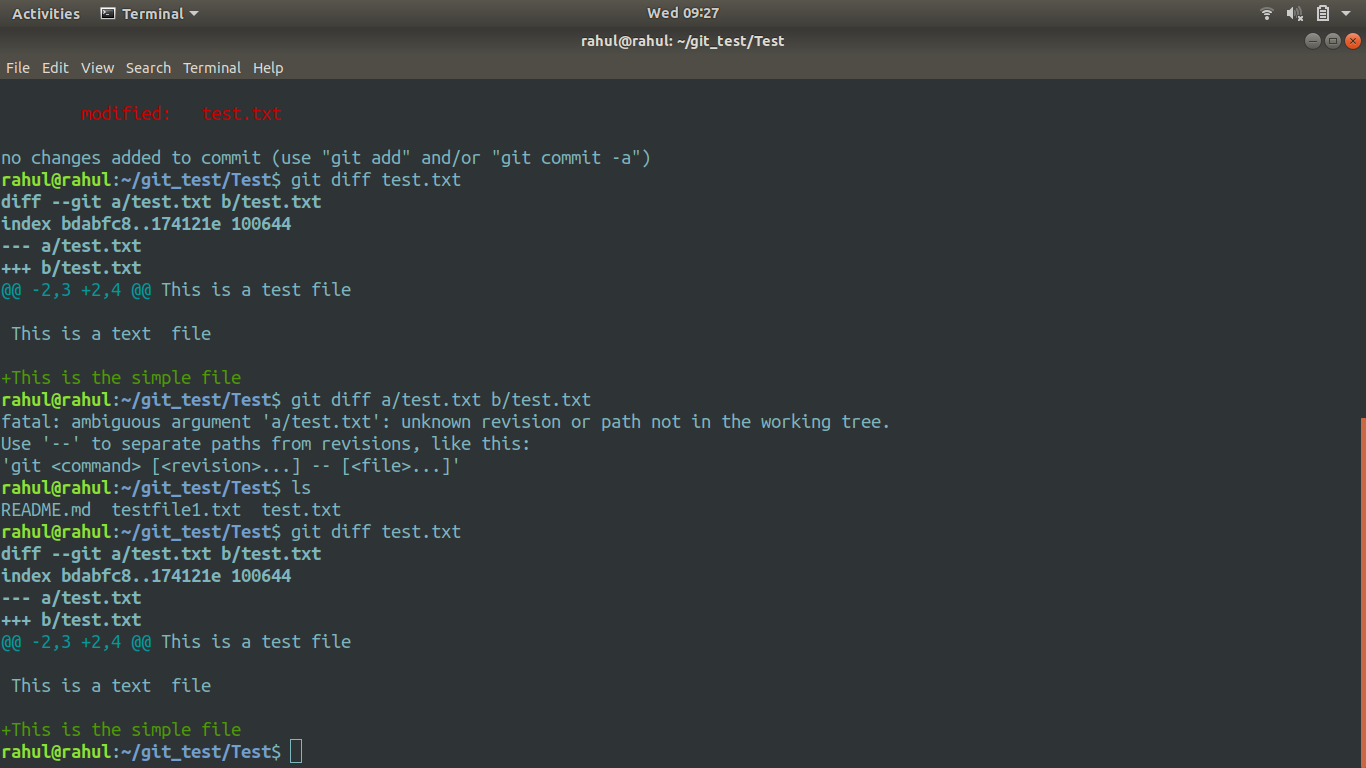 Activities Terminal Wed 09:27
rahul@rahul: ~/git_test/Test
File Edit View Search Terminal Help
modified:   test.txt
no changes added to commit (use "git add" and/or "git commit -a")
rahul@rahul:~/git_test/Test$ git diff test.txt
diff --git a/test.txt b/test.txt
index bdabfc8..174121e 100644
--- a/test.txt
+++ b/test.txt
@@ -2,3 +2,4 @@ This is a test file
 This is a text  file
+This is the simple file
rahul@rahul:~/git_test/Test$ git diff a/test.txt b/test.txt
fatal: ambiguous argument 'a/test.txt': unknown revision or path not in the working tree.
Use '--' to separate paths from revisions, like this:
'git <command> [<revision>...] -- [<file>...]'
rahul@rahul:~/git_test/Test$ ls
README.md  testfile1.txt  test.txt
rahul@rahul:~/git_test/Test$ git diff test.txt
diff --git a/test.txt b/test.txt
index bdabfc8..174121e 100644
--- a/test.txt
+++ b/test.txt
@@ -2,3 +2,4 @@ This is a test file
 This is a text  file
+This is the simple file
rahul@rahul:~/git_test/Test$